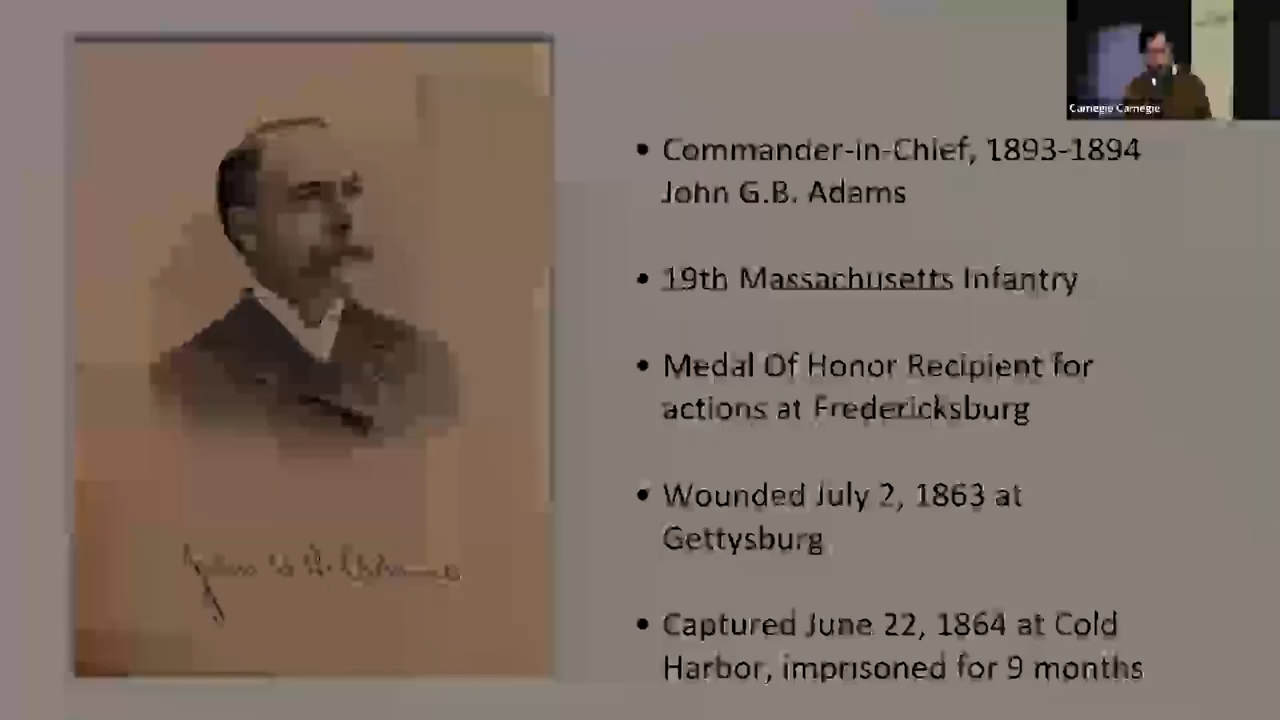 Carnegie Carnegie
• Commander-in-Chief, 1893-1894
John G.B. Adams
• 19th Massachusetts Infantry
• Medal Of Honor Recipient for
actions at Fredericksburg
• Wounded July 2, 1863 at
Gettysburg
• Captured June 22, 1864 at Cold
Harbor, imprisoned for 9 months